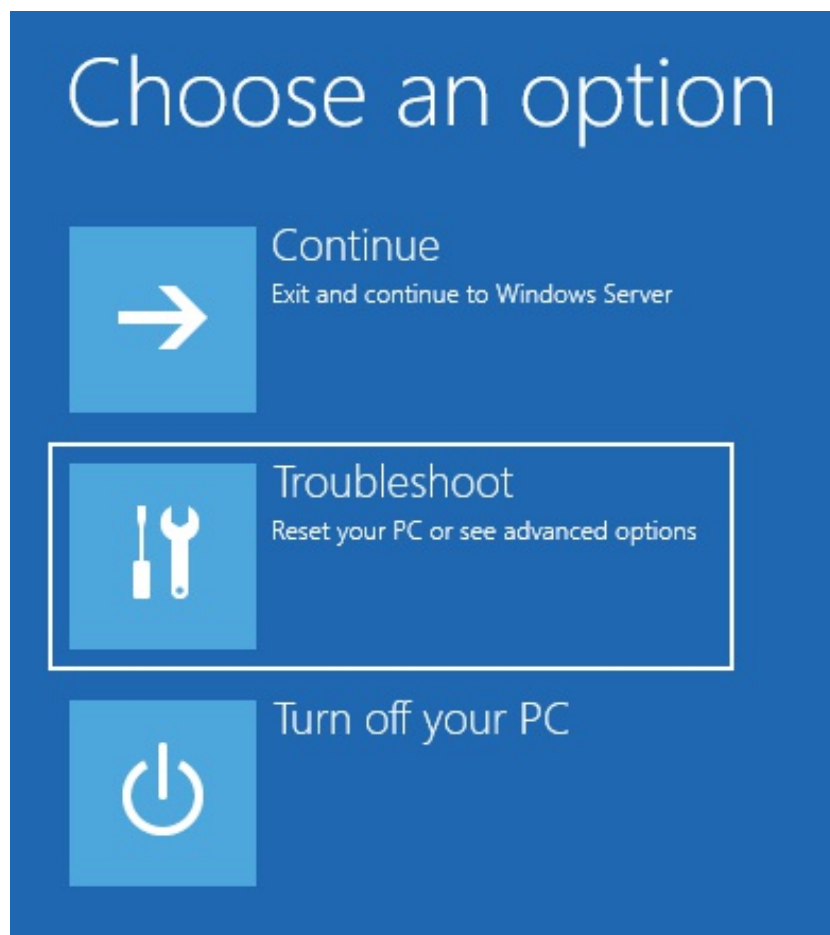 Choose an option
Continue
Exit and continue to Windows Server
Troubleshoot
Reset your PC or see advanced options
Turn off your PC